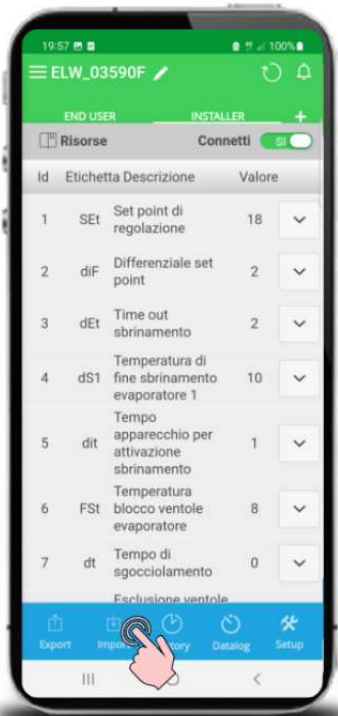 19:57 100%
ELW_03590F
END USER INSTALLER +
Risorse Connetti SI
Id Etichetta Descrizione Valore
1 SEt Set point di regolazione 18
2 diF Differenziale set point 2
3 dEt Time out sbrinamento 2
4 dS1 Temperatura di fine sbrinamento evaporatore 1 10
5 dit Tempo apparecchio per attivazione sbrinamento 1
6 FSt Temperatura blocco ventole evaporatore 8
7 dt Tempo di sgocciolamento 0
Esclusione ventole
Export Datalog Setup